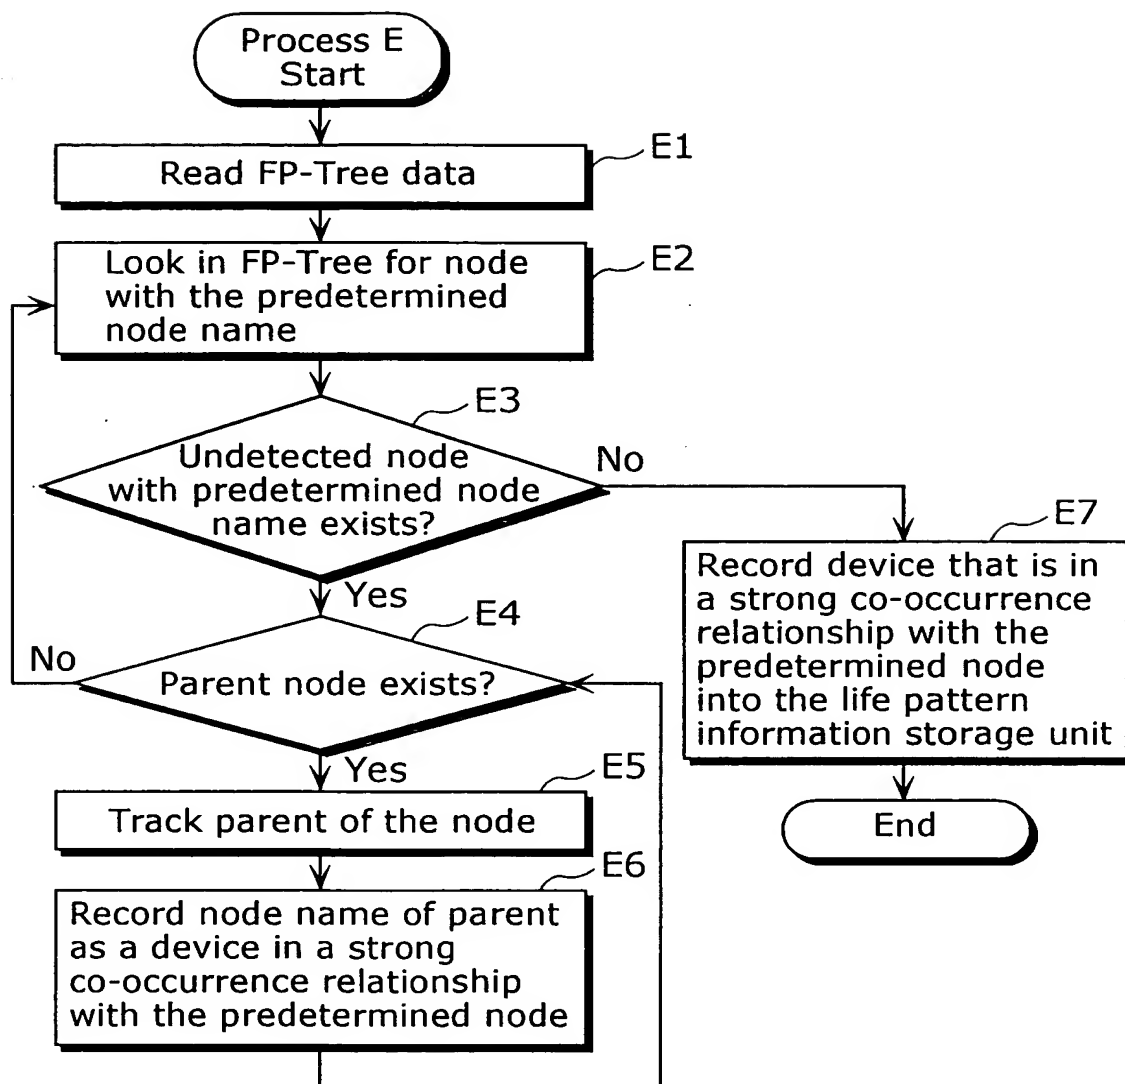 Process E
Start
E1
Read FP-Tree data
E2
Look in FP-Tree for node
with the predetermined
node name
E3
Undetected node
with predetermined node
name exists?
No
E7
Record device that is in
a strong co-occurrence
relationship with the
predetermined node
into the life pattern
information storage unit
Yes
E4
No
Parent node exists?
Yes
E5
Track parent of the node
End
E6
Record node name of parent
as a device in a strong
co-occurrence relationship
with the predetermined node